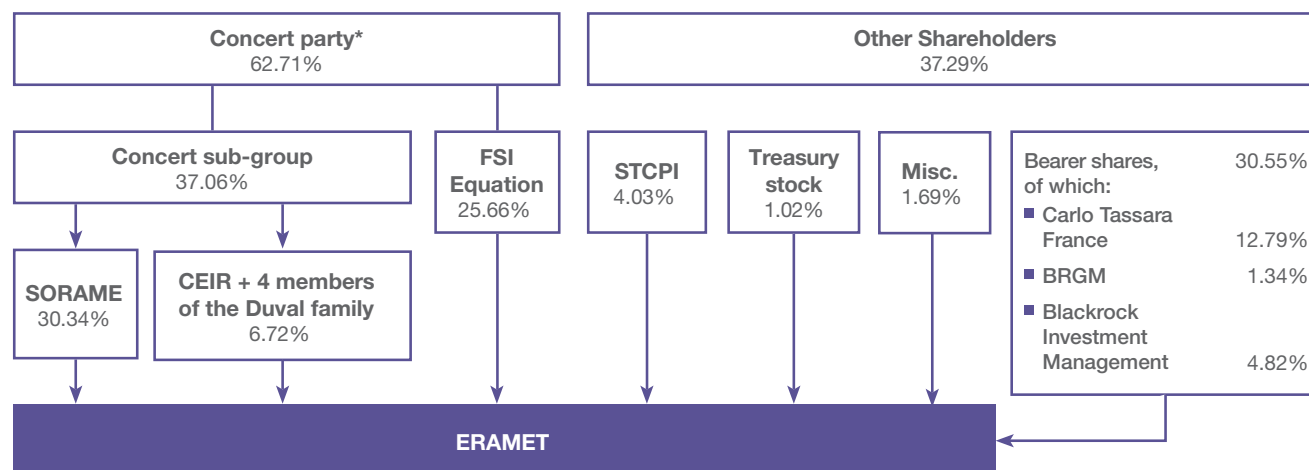 Concert party*
62.71%
Other Shareholders
37.29%
Concert sub-group
37.06%
FSI
Equation
25.66%
STCPI
4.03%
Treasury
stock
1.02%
Misc.
1.69%
Bearer shares, 30.55%
of which:
Carlo Tassara
France 12.79%
BRGM 1.34%
Blackrock
Investment
Management 4.82%
SORAME
30.34%
CEIR + 4 members
of the Duval family
6.72%
ERAMET